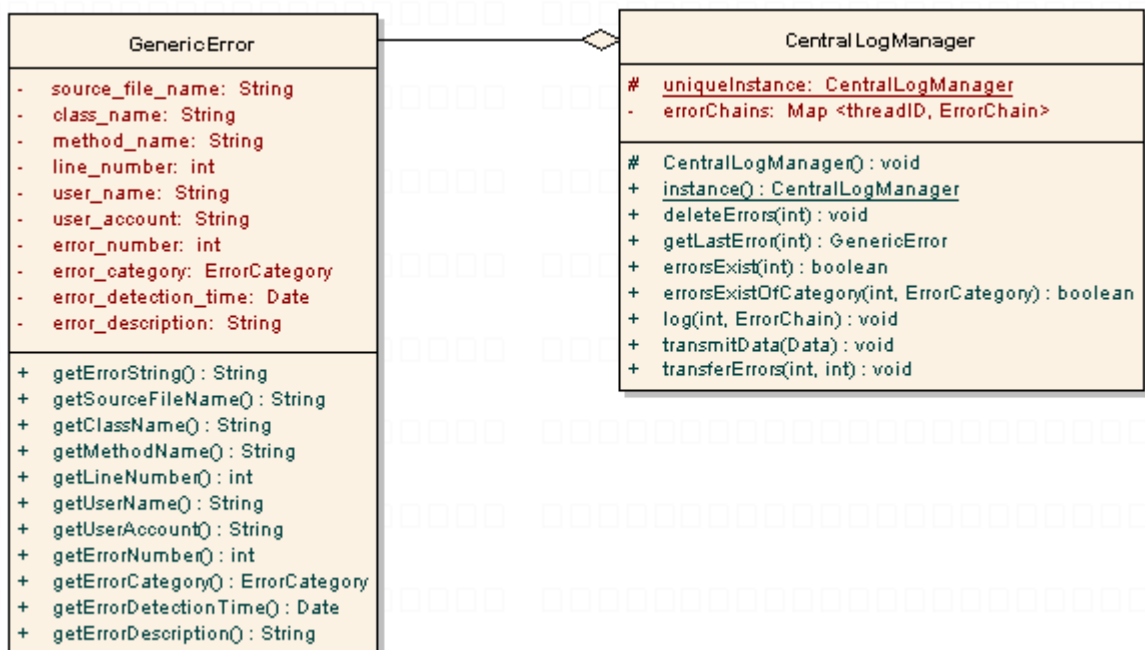 GenericError
- source_file_name: String
- class_name: String
- method_name: String
- line_number: int
- user_name: String
- user_account: String
- error_number: int
- error_category: ErrorCategory
- error_detection_time: Date
- error_description: String
+ getErrorString() : String
+ getSourceFileName() : String
+ getClassName() : String
+ getMethodName() : String
+ getLineNumber() : int
+ getUserName() : String
+ getUserAccount() : String
+ getErrorNumber() : int
+ getErrorCategory() : ErrorCategory
+ getErrorDetectionTime() : Date
+ getErrorDescription() : String
CentralLogManager
# uniqueInstance: CentralLogManager
- errorChains: Map <threadID, ErrorChain>
# CentralLogManager() : void
+ instance() : CentralLogManager
+ deleteErrors(int) : void
+ getLastError(int) : GenericError
+ errorsExist(int) : boolean
+ errorsExistOfCategory(int, ErrorCategory) : boolean
+ log(int, ErrorChain) : void
+ transmitData(Data) : void
+ transferErrors(int, int) : void